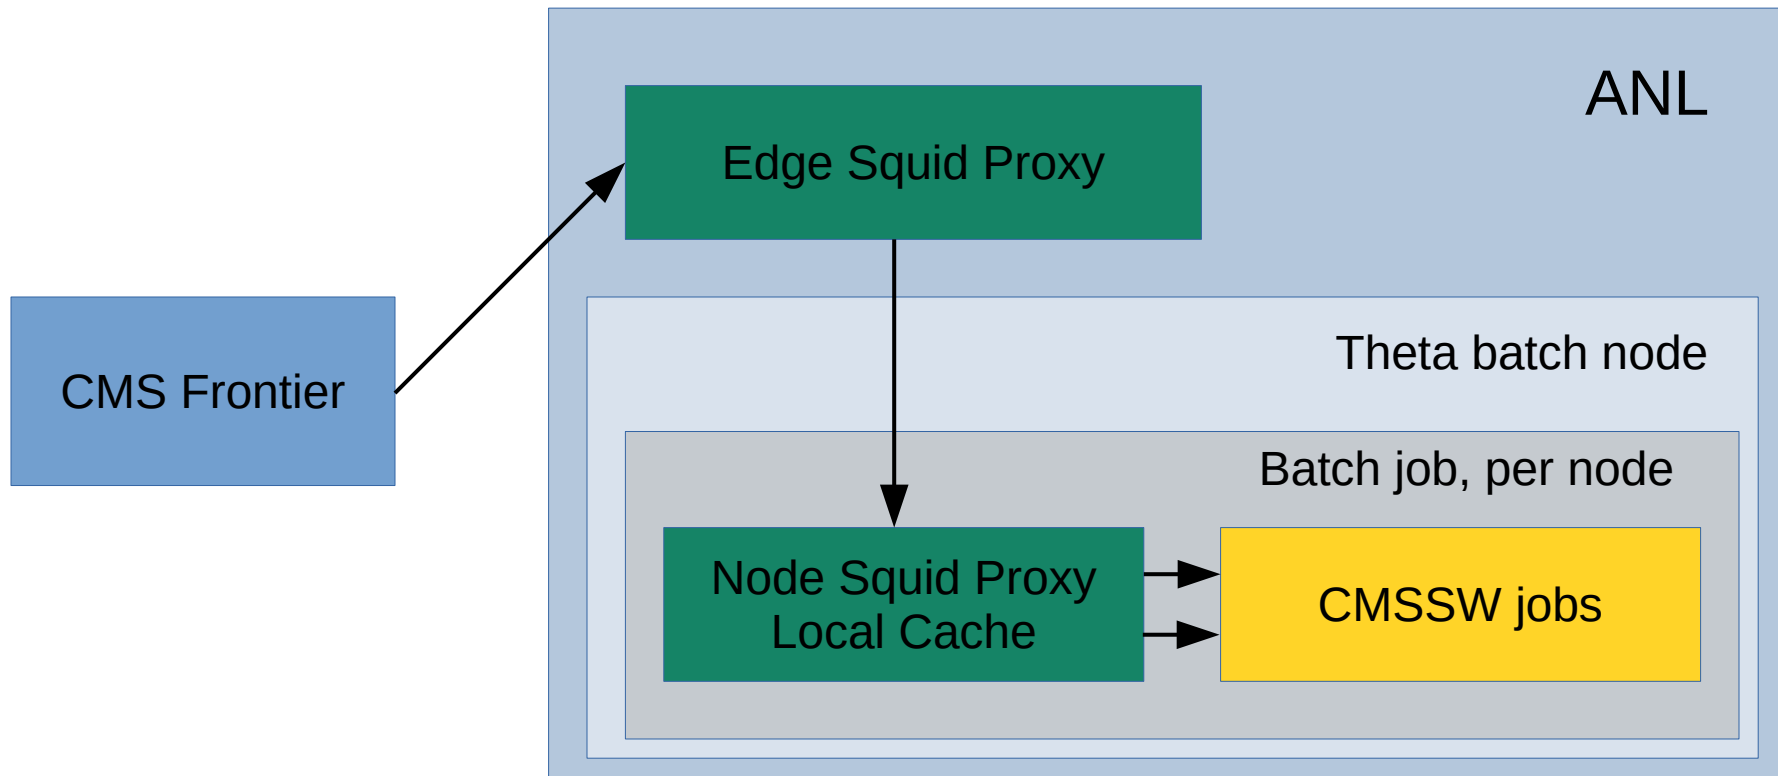 ANL
Edge Squid Proxy
CMS Frontier
Theta batch node
Batch job, per node
Node Squid Proxy
Local Cache
CMSSW jobs